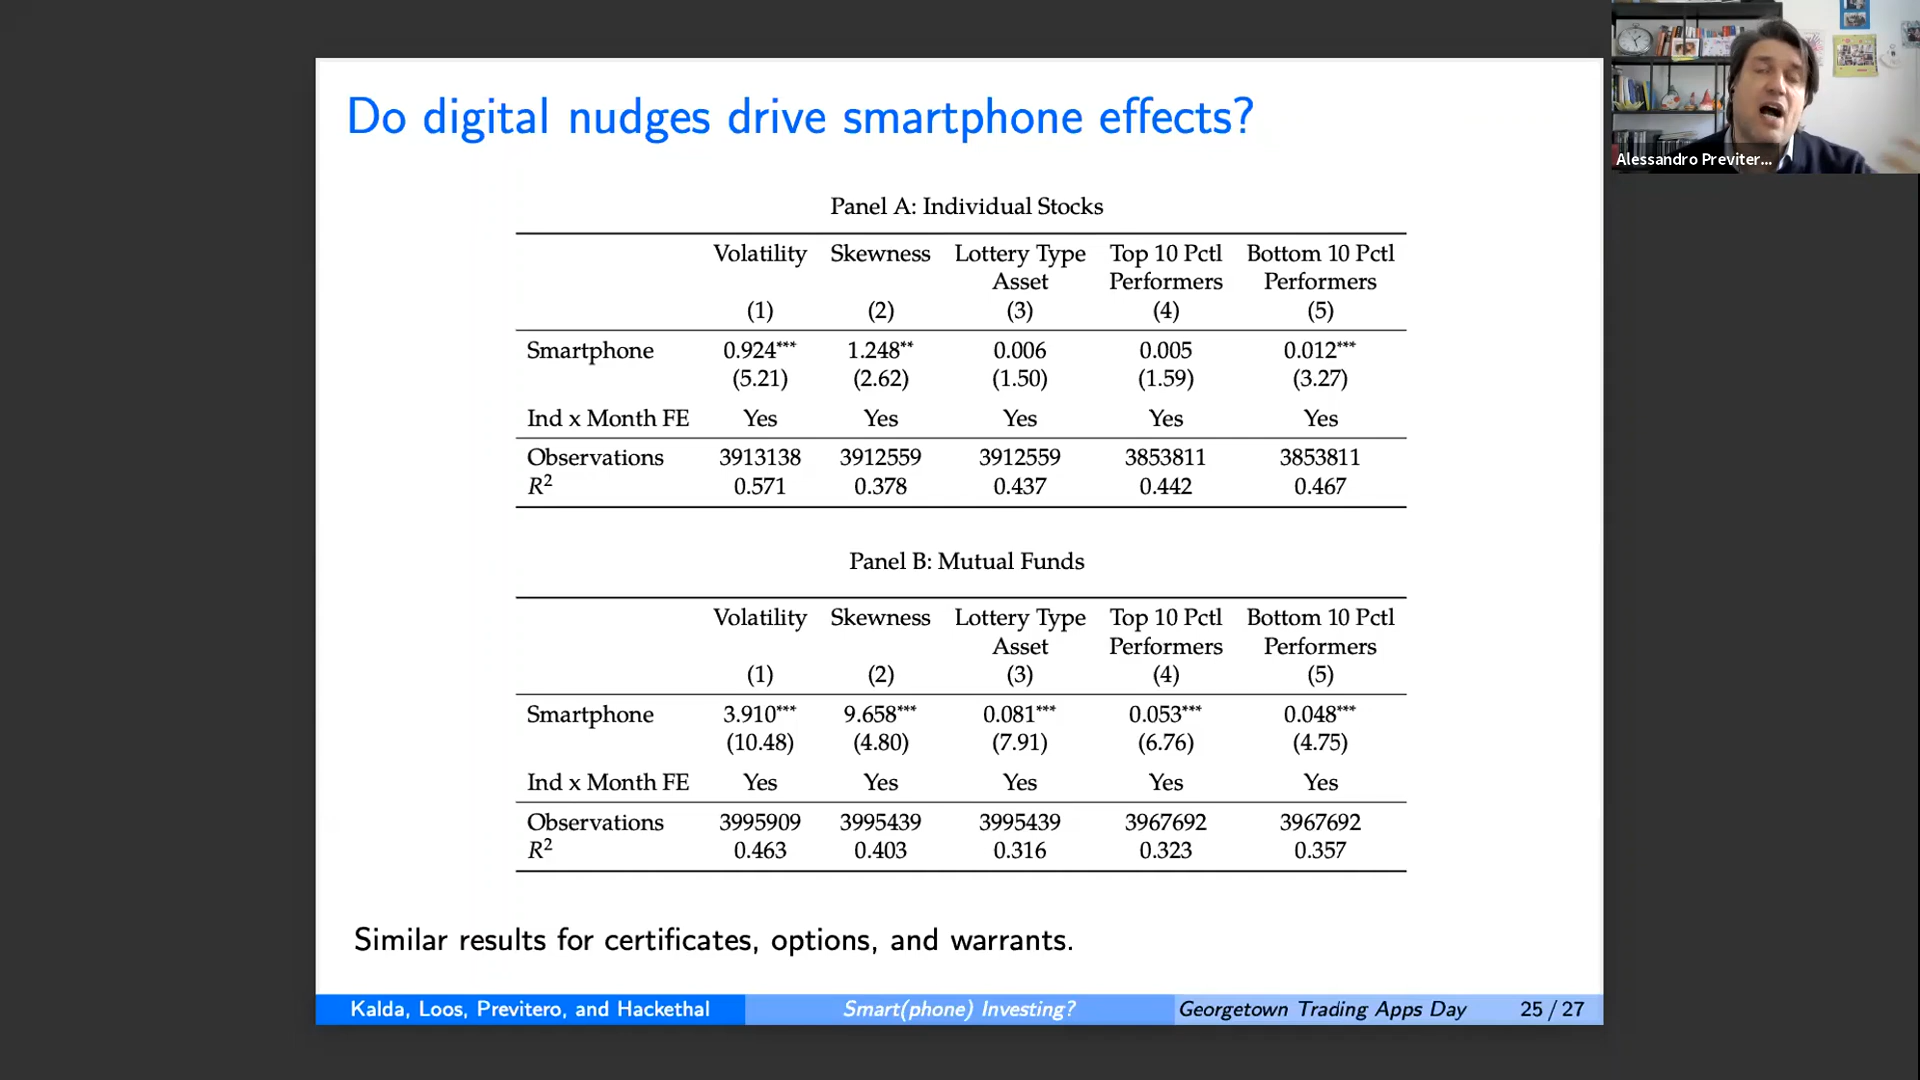 Do digital nudges drive smartphone effects?
Alessandro Previter...
Panel A: Individual Stocks
Volatility Skewness Lottery Type Top 10 Pctl Bottom 10 Pctl
Asset Performers Performers
(1) (2) (3) (4) (5)
Smartphone 0.924*** 1.248** 0.006 0.005 0.012***
(5.21) (2.62) (1.50) (1.59) (3.27)
Ind x Month FE Yes Yes Yes Yes Yes
Observations 3913138 3912559 3912559 3853811 3853811
R² 0.571 0.378 0.437 0.442 0.467
Panel B: Mutual Funds
Volatility Skewness Lottery Type Top 10 Pctl Bottom 10 Pctl
Asset Performers Performers
(1) (2) (3) (4) (5)
Smartphone 3.910*** 9.658*** 0.081*** 0.053*** 0.048***
(10.48) (4.80) (7.91) (6.76) (4.75)
Ind x Month FE Yes Yes Yes Yes Yes
Observations 3995909 3995439 3995439 3967692 3967692
R² 0.463 0.403 0.316 0.323 0.357
Similar results for certificates, options, and warrants.
Kalda, Loos, Previtero, and Hackethal Smart(phone) Investing? Georgetown Trading Apps Day 25 / 27